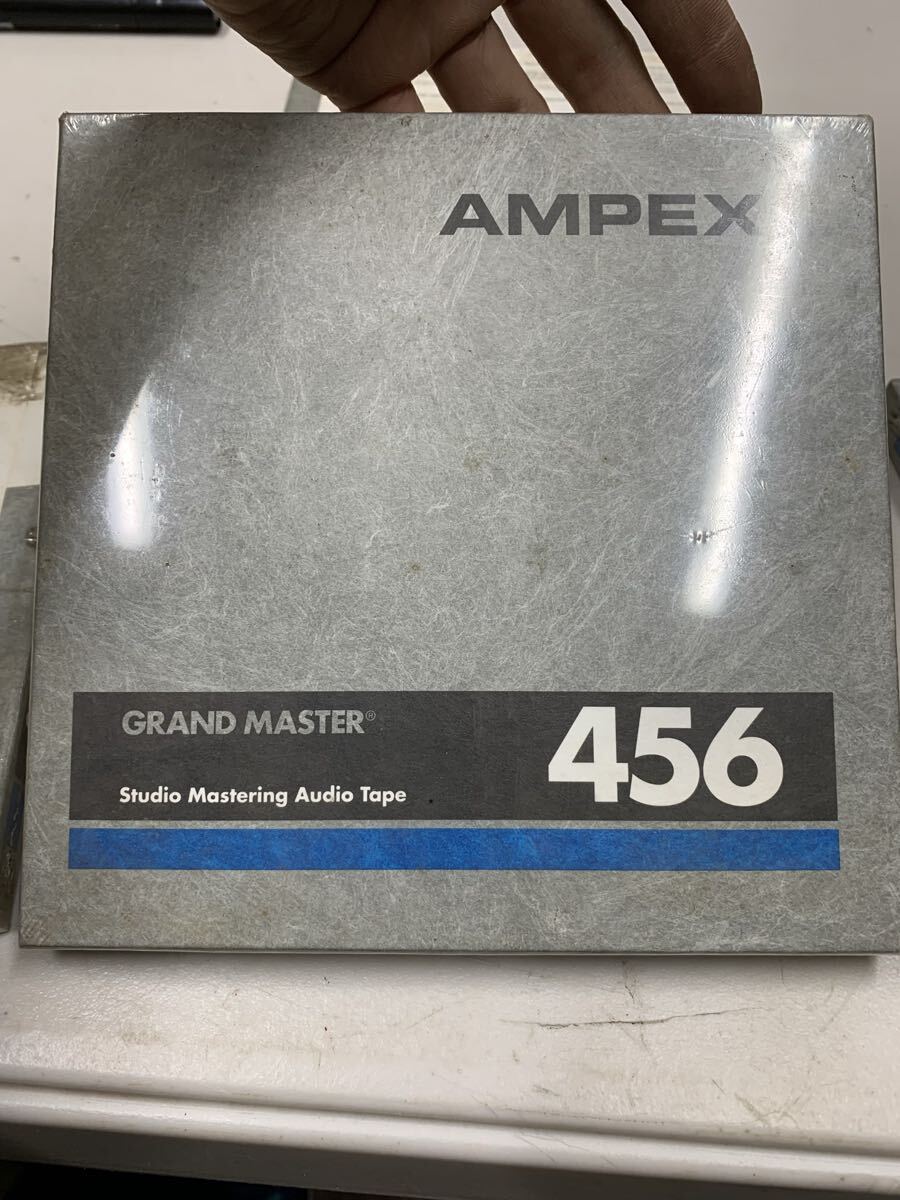 AMPEX
GRAND MASTER®
456
Studio Mastering Audio Tape